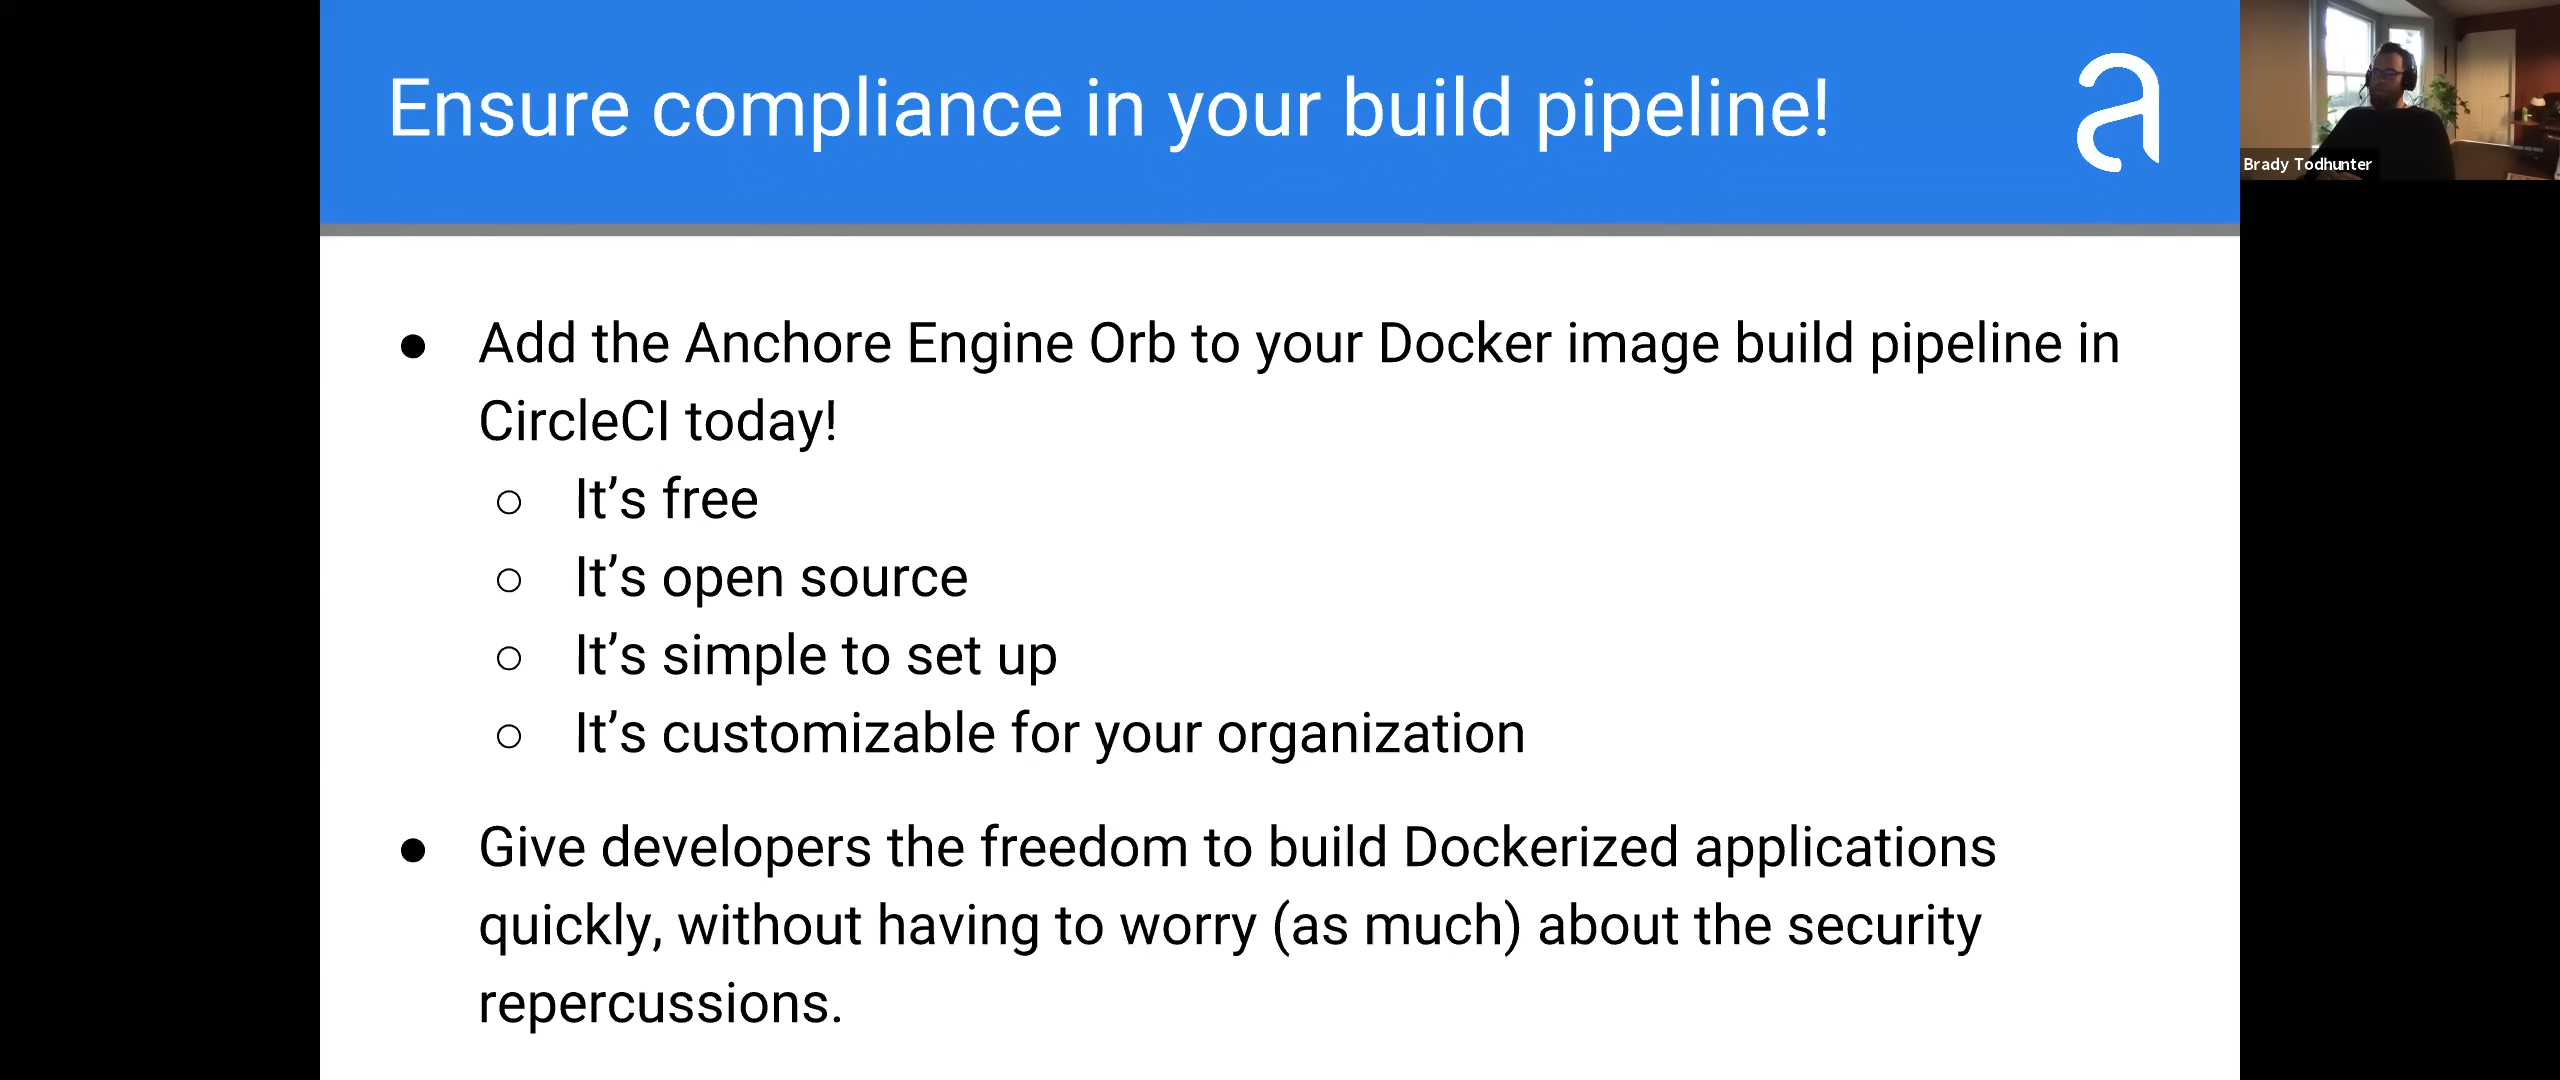 Ensure compliance in your build pipeline!
Brady Todhunter
● Add the Anchore Engine Orb to your Docker image build pipeline in
CircleCI today!
○ It’s free
○ It’s open source
○ It’s simple to set up
○ It’s customizable for your organization
● Give developers the freedom to build Dockerized applications
quickly, without having to worry (as much) about the security
repercussions.